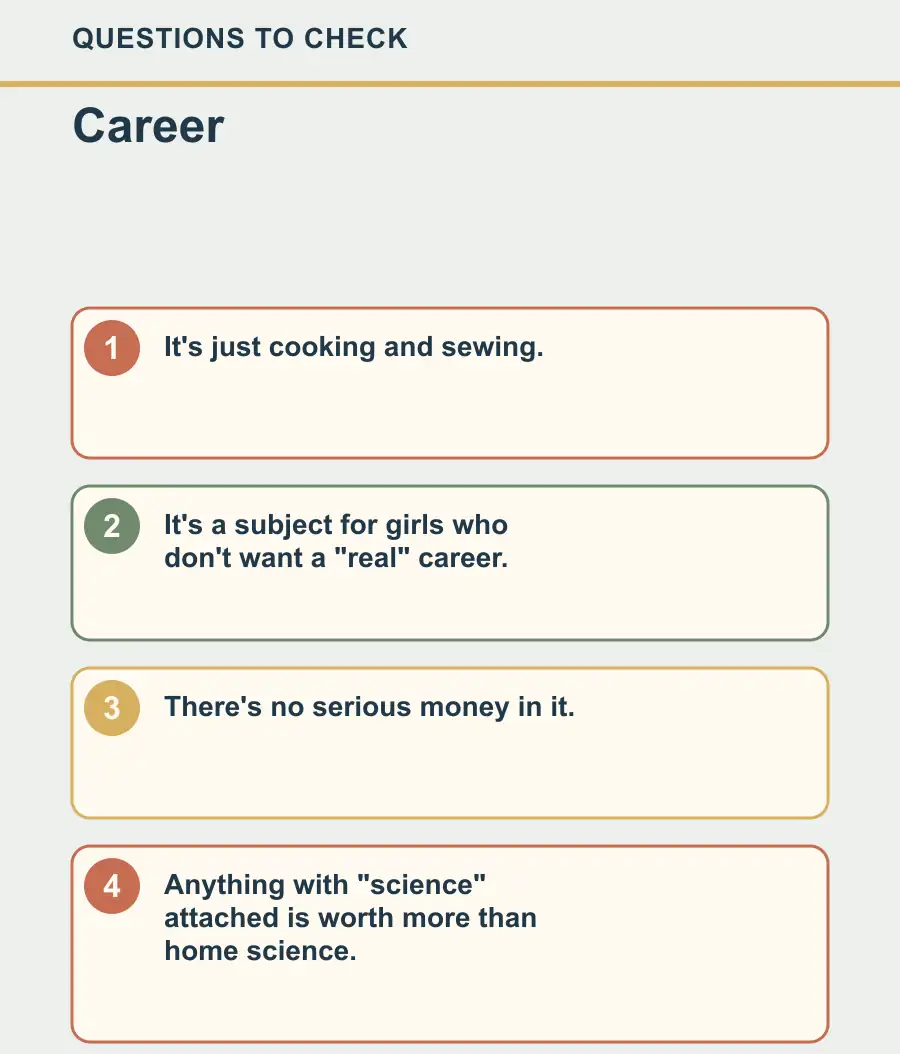 QUESTIONS TO CHECK
Career
1
It's just cooking and sewing.
2
It's a subject for girls who
don't want a "real" career.
3
There's no serious money in it.
4
Anything with "science"
attached is worth more than
home science.